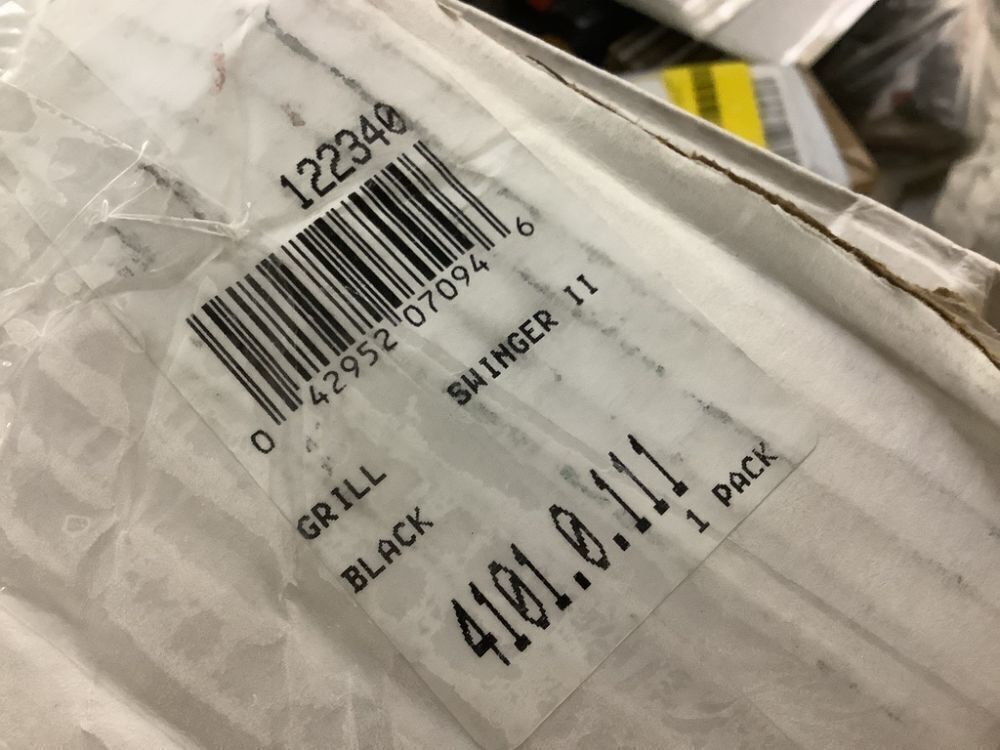 122340
0 42952 07094 6
GRILL SWINGER II
BLACK
4101.0.111
1 PACK